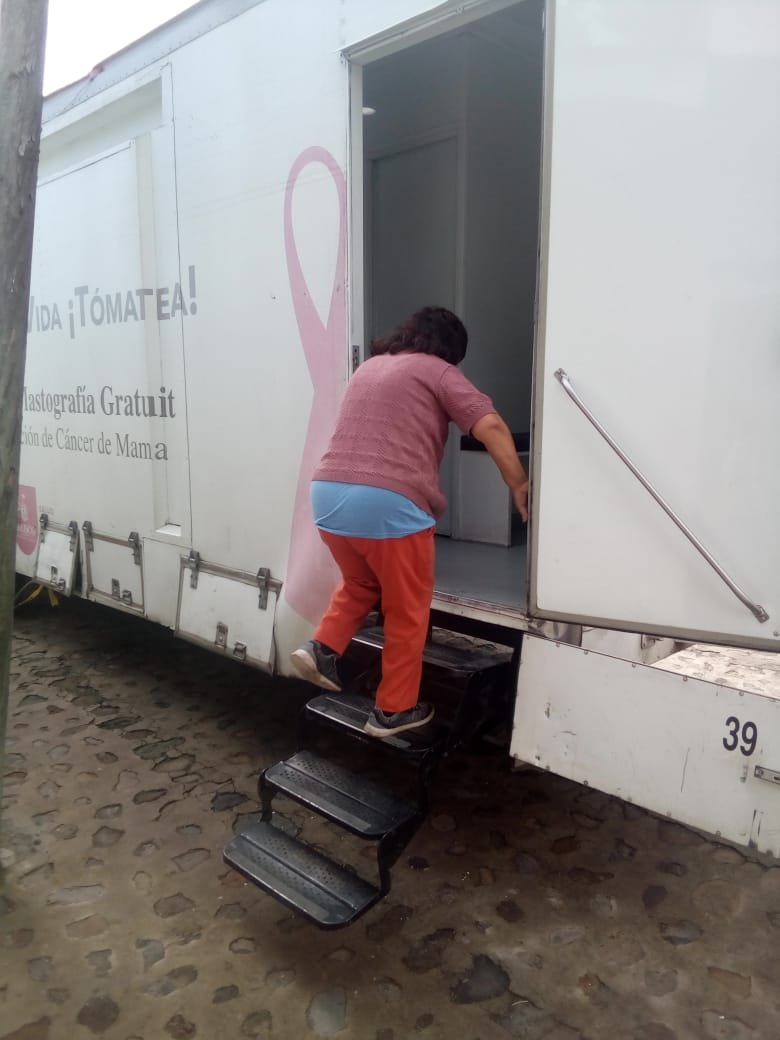 VIDA ¡TÓMATEA!
Mastografía Gratuit
ción de Cáncer de Mama
39